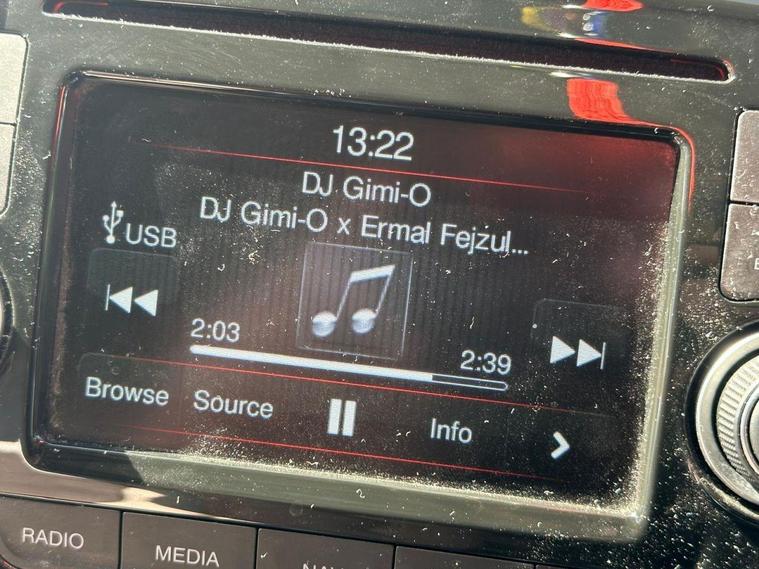 13:22
DJ Gimi-O
DJ Gimi-O x Ermal Fejzul...
USB
2:03
2:39
Browse
Source
Info
RADIO
MEDIA